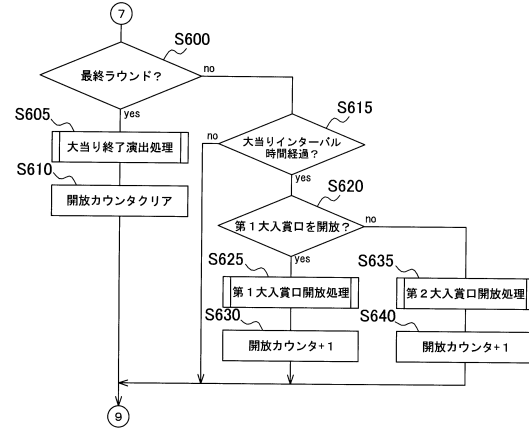 7
S600
最終ラウンド？
no
yes
S605
大当り終了演出処理
S610
開放カウンタクリア
S615
no
大当りインターバル
時間経過？
yes
S620
第１大入賞口を開放？
no
yes
S625
第１大入賞口開放処理
S630
開放カウンタ+１
S635
第２大入賞口開放処理
S640
開放カウンタ+１
9